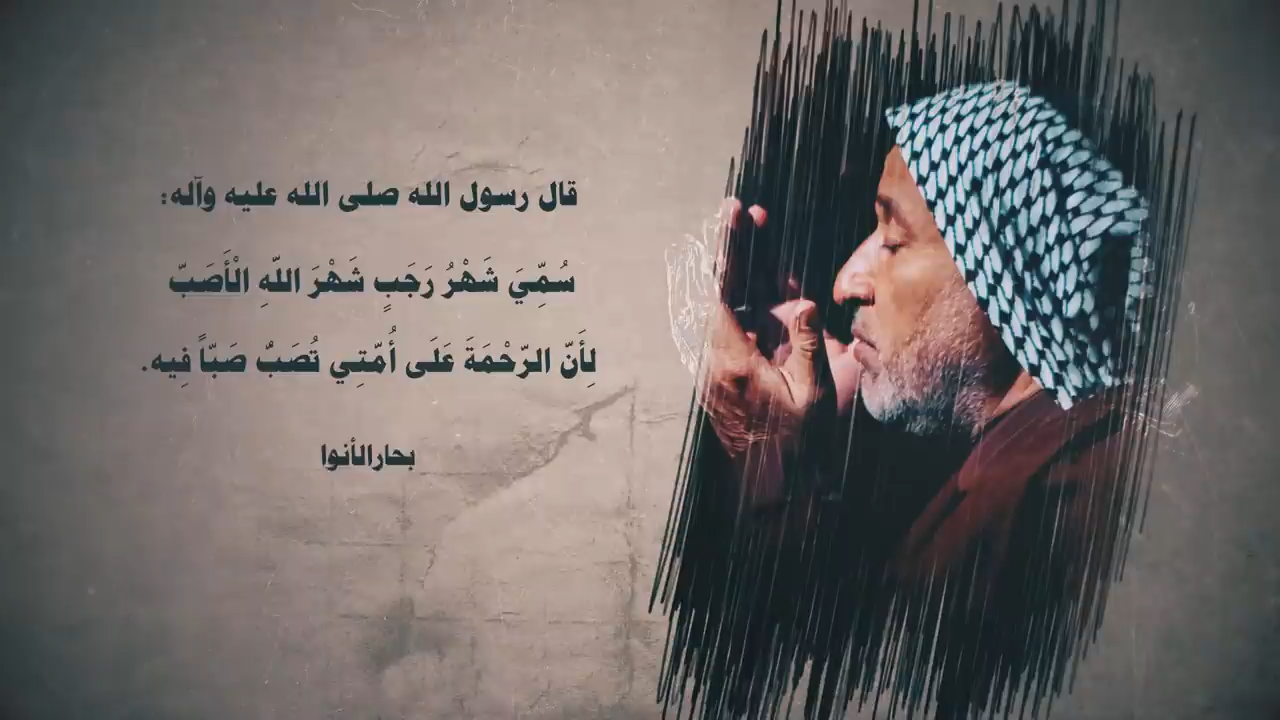 قال رسول الله صلى الله عليه وآله:
سُمِّيَ شَهْرُ رَجَبٍ شَهْرَ اللّهِ الْأَصَبّ
لِأَنّ الرّحْمَةَ عَلَى أُمّتِي تُصَبّ صَبّاً فِيه.
بحارالأنوا